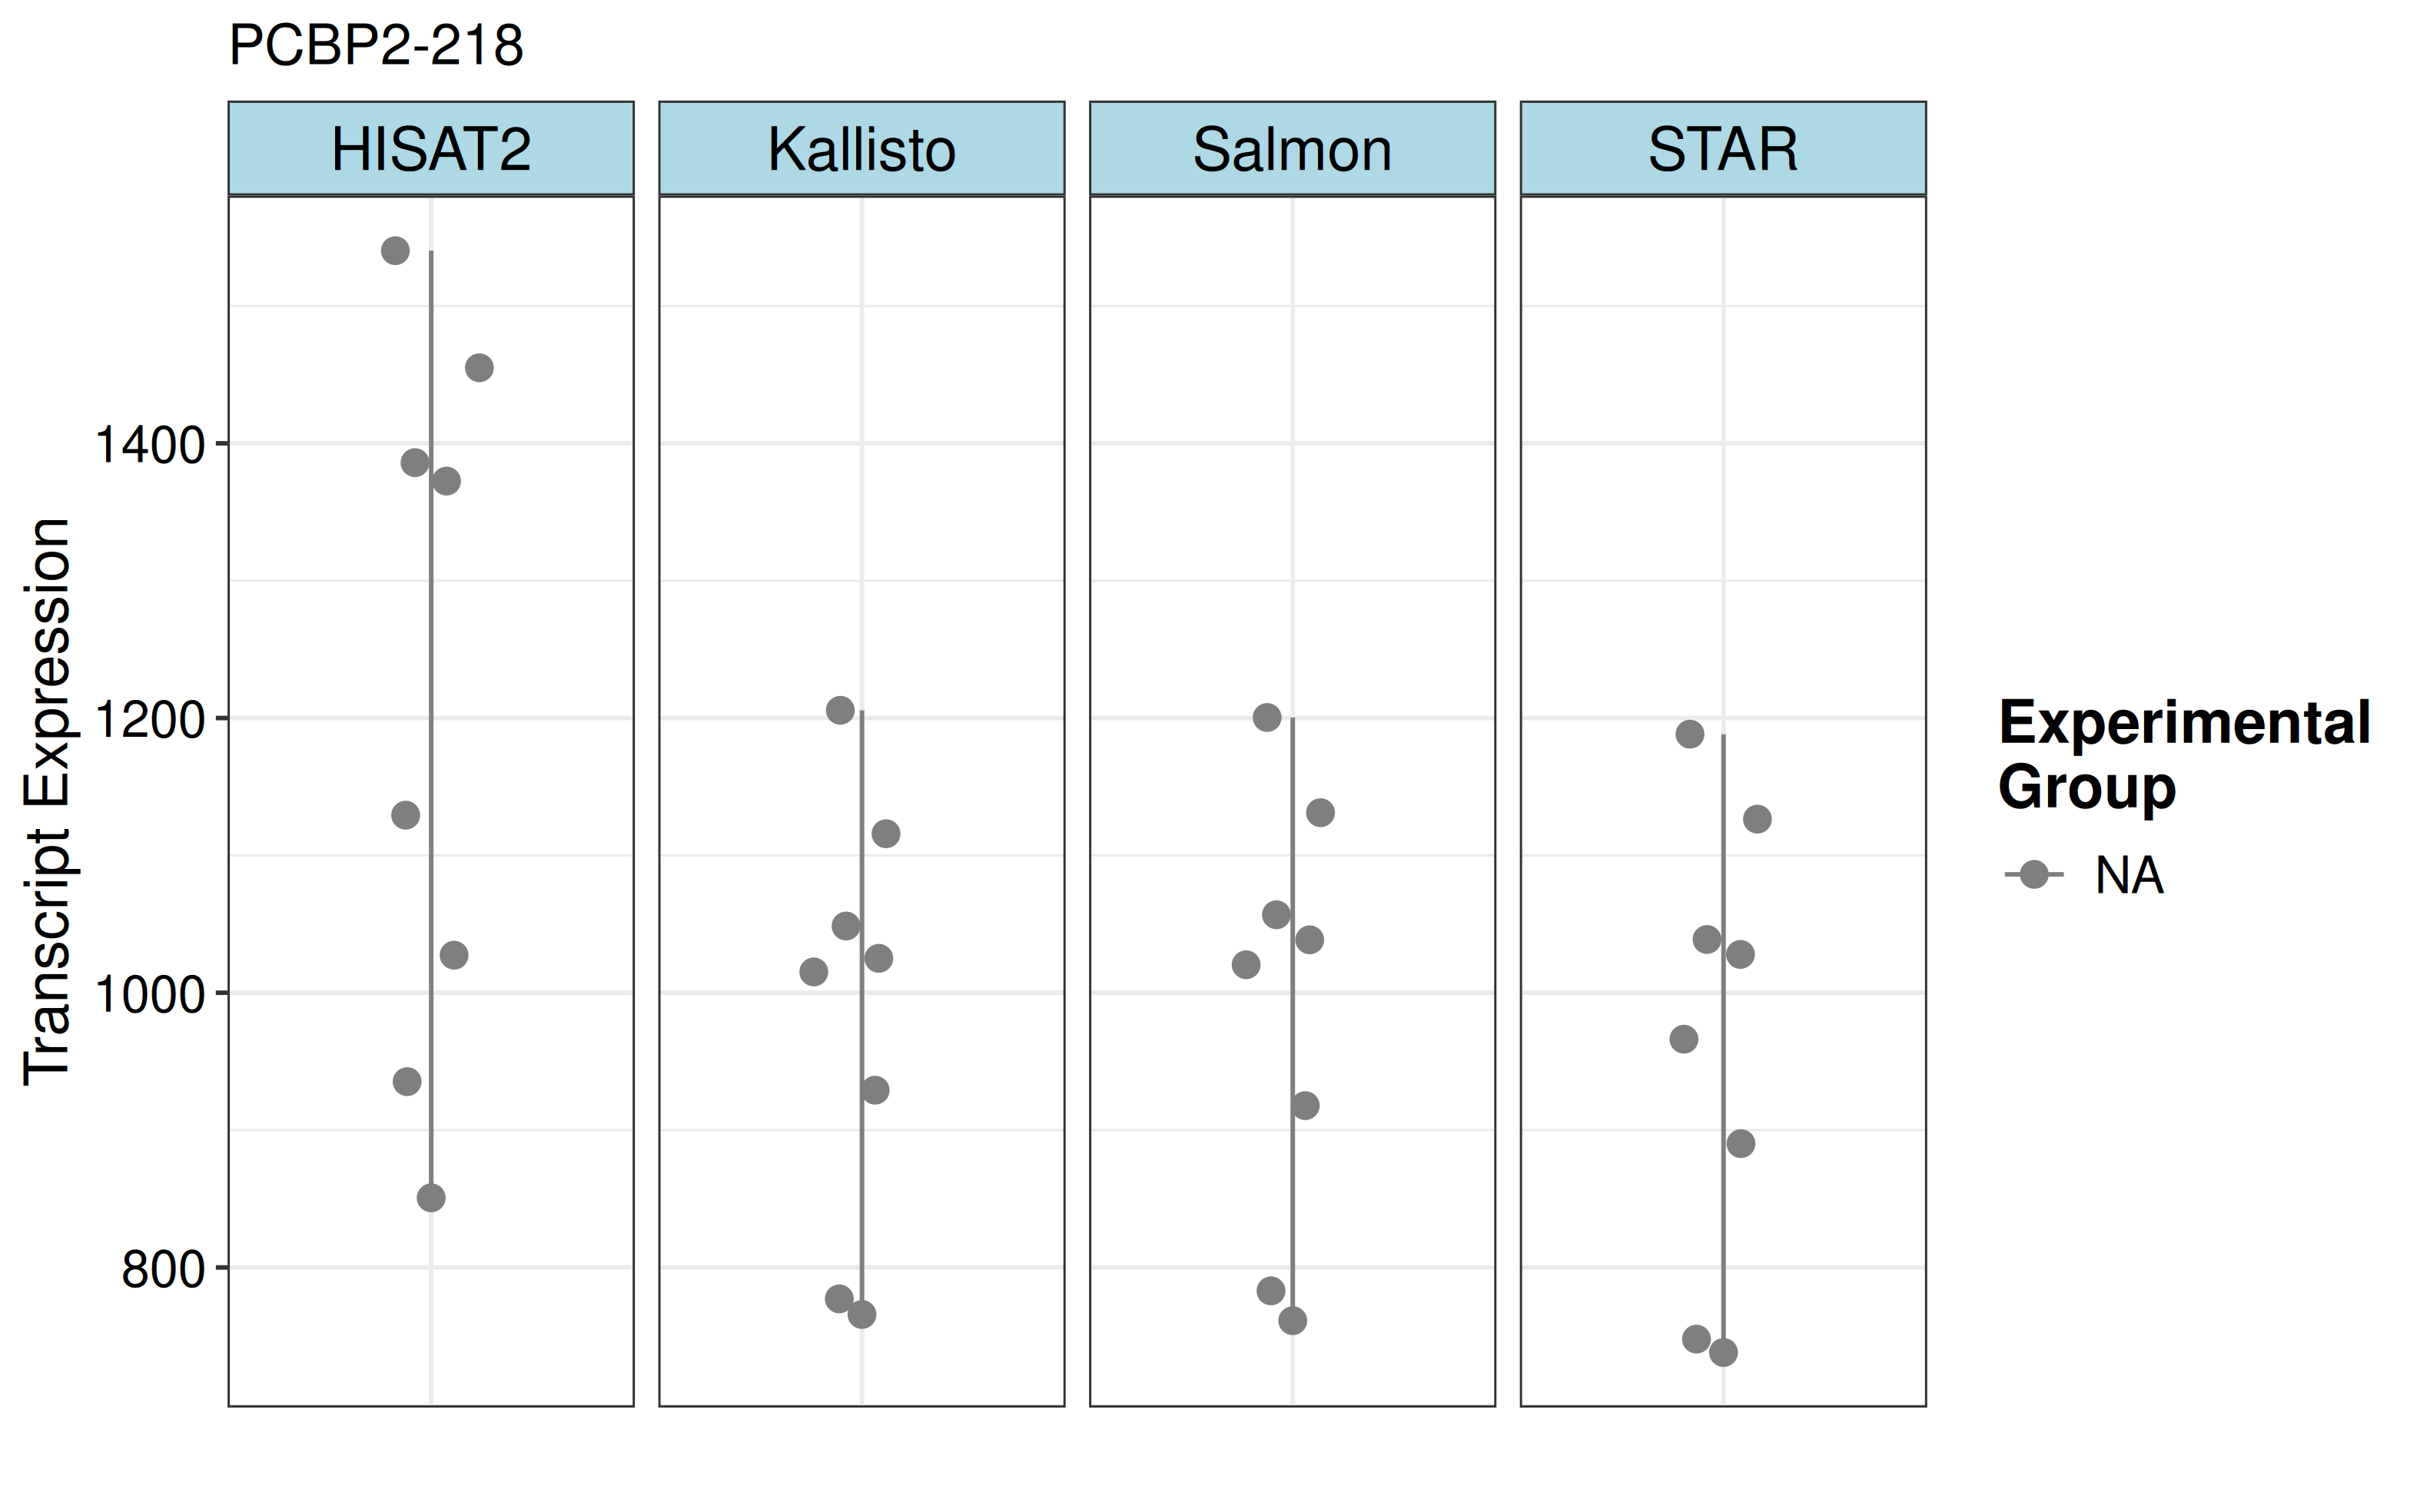 PCBP2-218
HISAT2
Kallisto
Salmon
STAR
Transcript Expression
1400
1200
1000
800
Experimental
Group
NA